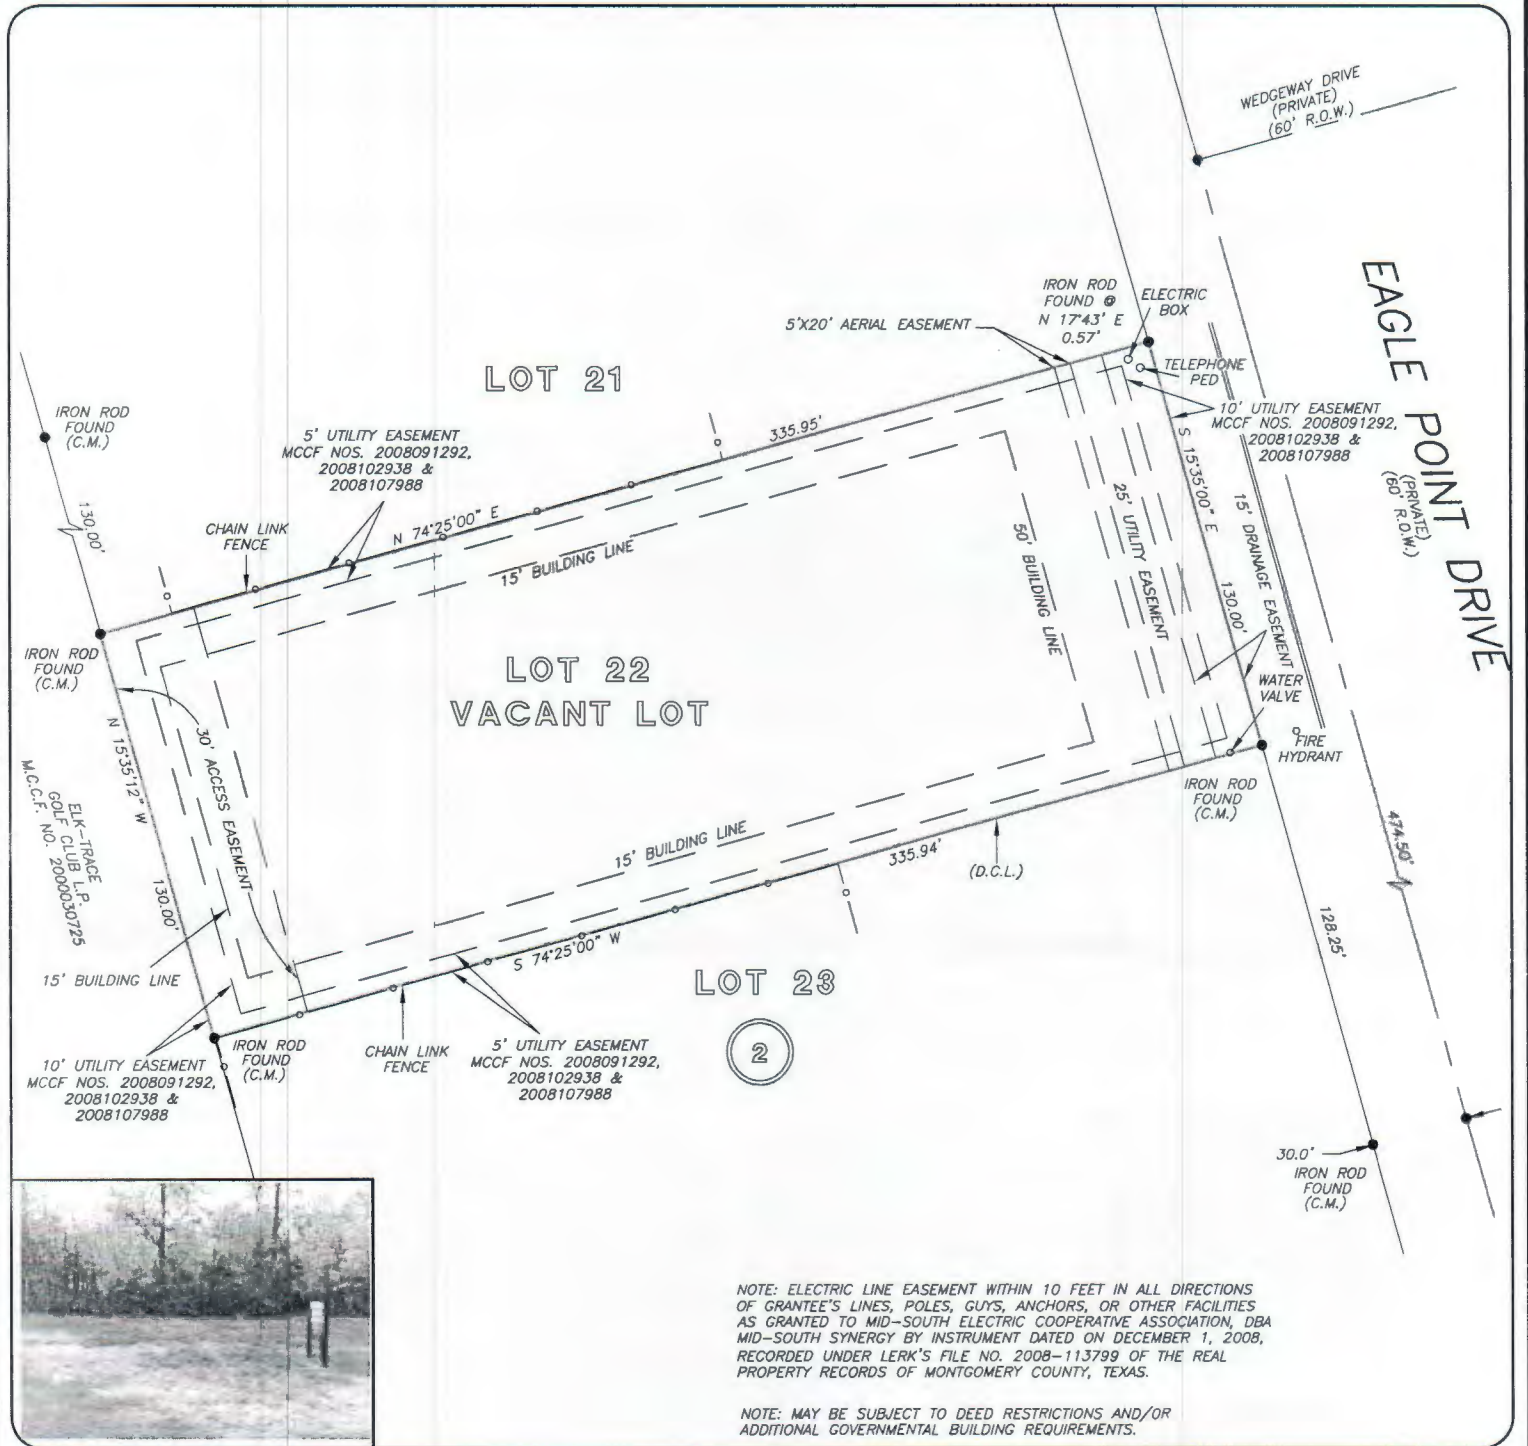 WEDGEWAY DRIVE
(PRIVATE)
(60' R.O.W.)
EAGLE POINT DRIVE
(PRIVATE)
(60' R.O.W.)
IRON ROD
FOUND @
N 17°43' E
0.57'
ELECTRIC
BOX
5'X20' AERIAL EASEMENT
TELEPHONE
PED
10' UTILITY EASEMENT
MCCF NOS. 2008091292,
2008102938 &
2008107988
LOT 21
335.95'
IRON ROD
FOUND
(C.M.)
5' UTILITY EASEMENT
MCCF NOS. 2008091292,
2008102938 &
2008107988
130.00'
CHAIN LINK
FENCE
N 74°25'00" E
15' BUILDING LINE
50' BUILDING LINE
25' UTILITY EASEMENT
S 15°35'00" E
130.00'
15' DRAINAGE EASEMENT
IRON ROD
FOUND
(C.M.)
LOT 22
VACANT LOT
WATER
VALVE
FIRE
HYDRANT
N 15°35'12" W
130.00'
30' ACCESS EASEMENT
ELK-TRACE
GOLF CLUB L.P.
M.C.C.F. NO. 2000030725
IRON ROD
FOUND
(C.M.)
15' BUILDING LINE
335.94'
(D.C.L.)
474.50'
128.25'
S 74°25'00" W
15' BUILDING LINE
LOT 23
2
10' UTILITY EASEMENT
MCCF NOS. 2008091292,
2008102938 &
2008107988
IRON ROD
FOUND
(C.M.)
CHAIN LINK
FENCE
5' UTILITY EASEMENT
MCCF NOS. 2008091292,
2008102938 &
2008107988
30.0'
IRON ROD
FOUND
(C.M.)
NOTE: ELECTRIC LINE EASEMENT WITHIN 10 FEET IN ALL DIRECTIONS
OF GRANTEE'S LINES, POLES, GUYS, ANCHORS, OR OTHER FACILITIES
AS GRANTED TO MID-SOUTH ELECTRIC COOPERATIVE ASSOCIATION, DBA
MID-SOUTH SYNERGY BY INSTRUMENT DATED ON DECEMBER 1, 2008,
RECORDED UNDER LERK'S FILE NO. 2008-113799 OF THE REAL
PROPERTY RECORDS OF MONTGOMERY COUNTY, TEXAS.
NOTE: MAY BE SUBJECT TO DEED RESTRICTIONS AND/OR
ADDITIONAL GOVERNMENTAL BUILDING REQUIREMENTS.